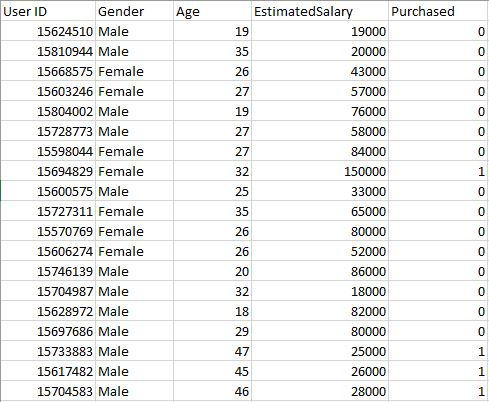 User ID Gender Age EstimatedSalary Purchased
15624510 Male 19 19000 0
15810944 Male 35 20000 0
15668575 Female 26 43000 0
15603246 Female 27 57000 0
15804002 Male 19 76000 0
15728773 Male 27 58000 0
15598044 Female 27 84000 0
15694829 Female 32 150000 1
15600575 Male 25 33000 0
15727311 Female 35 65000 0
15570769 Female 26 80000 0
15606274 Female 26 52000 0
15746139 Male 20 86000 0
15704987 Male 32 18000 0
15628972 Male 18 82000 0
15697686 Male 29 80000 0
15733883 Male 47 25000 1
15617482 Male 45 26000 1
15704583 Male 46 28000 1